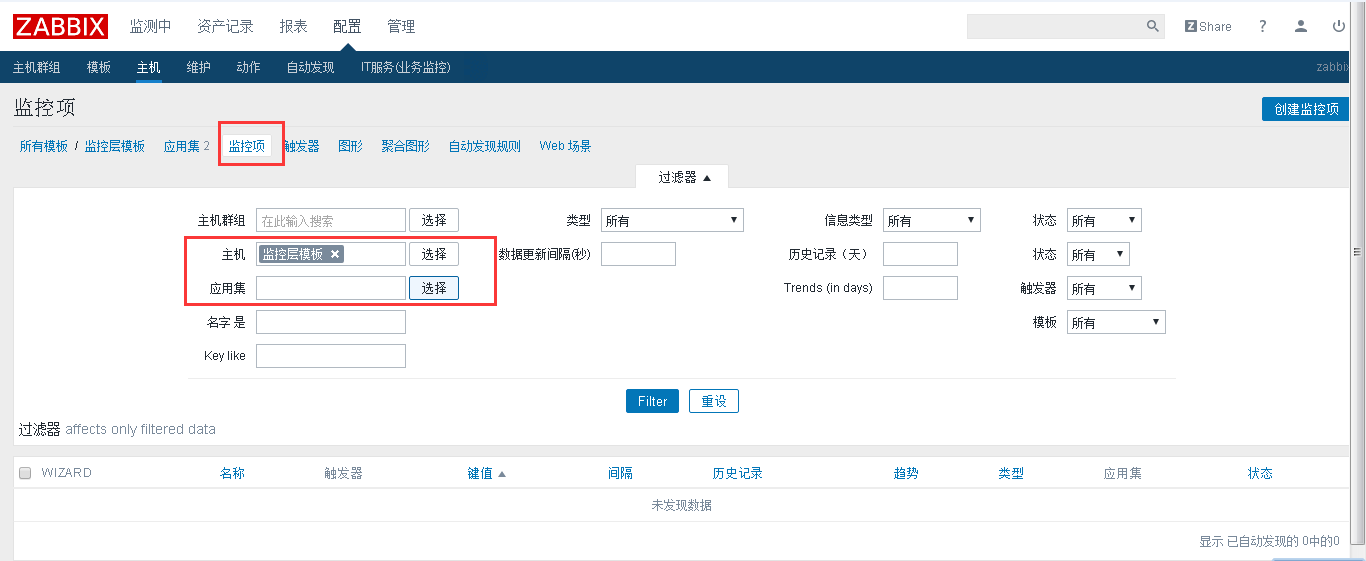 ZABBIX 监测中 资产记录 报表 配置 管理 Z Share ?
主机群组 模板 主机 维护 动作 自动发现 IT服务(业务监控) zabbix
监控项 创建监控项
所有模板 / 监控层模板 应用集 2 监控项 触发器 图形 聚合图形 自动发现规则 Web 场景
过滤器
主机群组 在此输入搜索 选择 类型 所有 信息类型 所有 状态 所有
主机 监控层模板 选择 数据更新间隔(秒) 历史记录（天） 状态 所有
应用集 选择 Trends (in days) 触发器 所有
名字 是 模板 所有
Key like
Filter 重设
过滤器 affects only filtered data
WIZARD 名称 触发器 键值 间隔 历史记录 趋势 类型 应用集 状态
未发现数据
显示 已自动发现的 0中的0